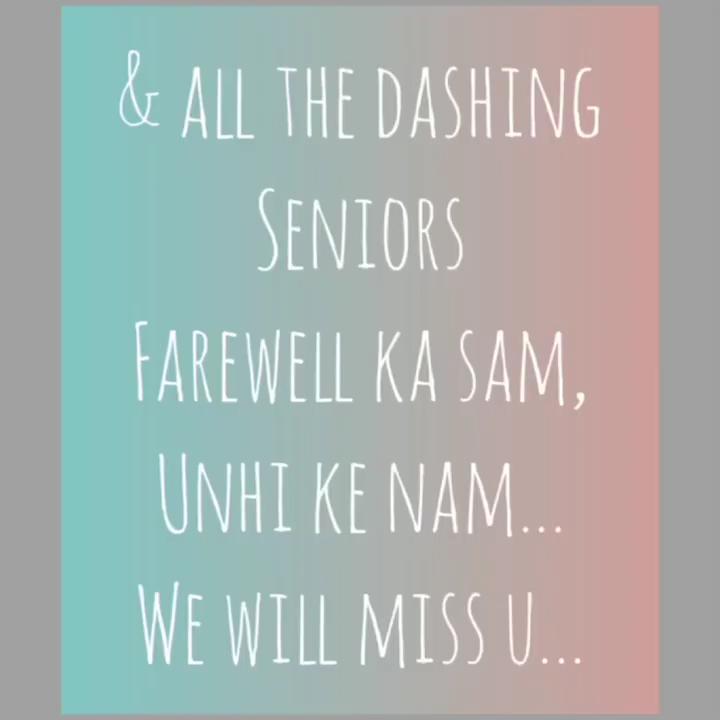 & ALL THE DASHING
SENIORS
FAREWELL KA SAM,
UNHI KE NAM...
WE WILL MISS U...